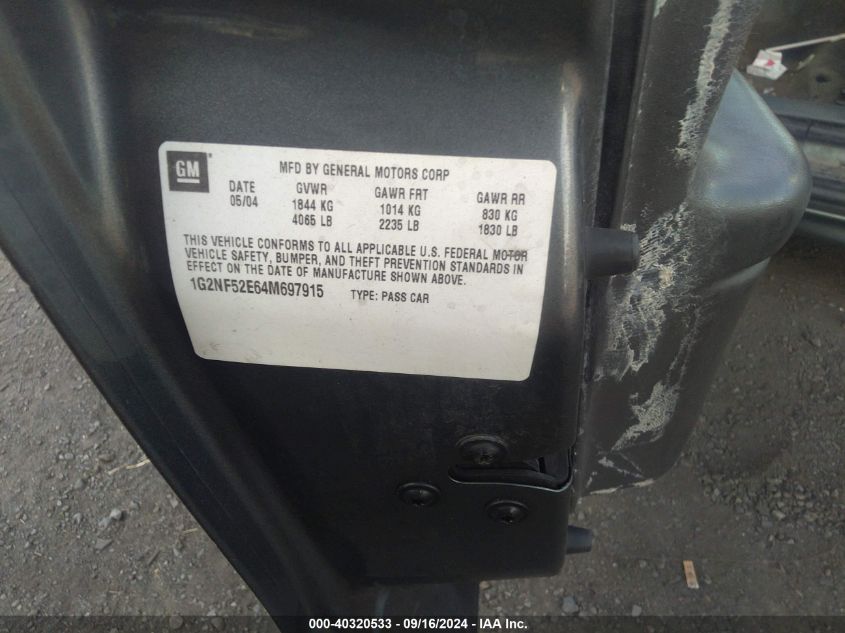 GM
MFD BY GENERAL MOTORS CORP
DATE GVWR GAWR FRT GAWR RR
05/04 1844 KG 1014 KG 830 KG
4065 LB 2235 LB 1830 LB
THIS VEHICLE CONFORMS TO ALL APPLICABLE U.S. FEDERAL MOTOR
VEHICLE SAFETY, BUMPER, AND THEFT PREVENTION STANDARDS IN
EFFECT ON THE DATE OF MANUFACTURE SHOWN ABOVE.
1G2NF52E64M697915 TYPE: PASS CAR
000-40320533 - 09/16/2024 - IAA Inc.